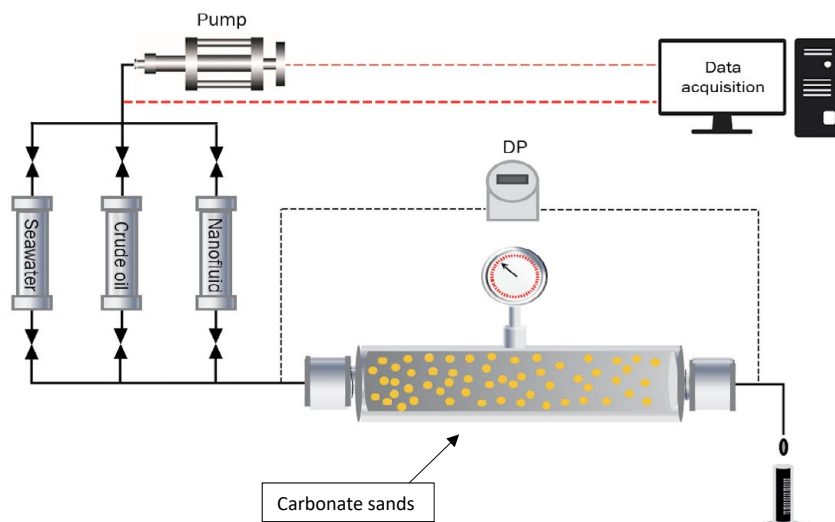 Pump
Data
acquisition
DP
Seawater
Crude oil
Nanofluid
Carbonate sands